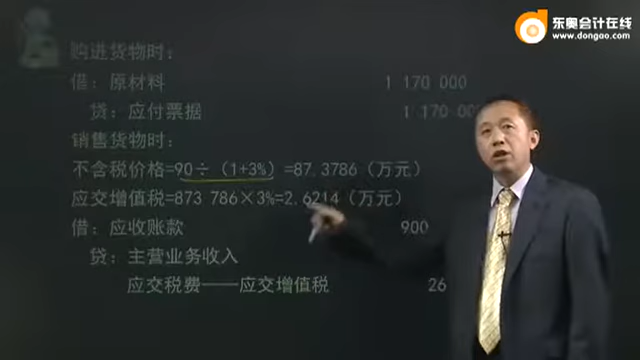 东奥会计在线
www.dongao.com
购进货物时:
借: 原材料 1 170 000
贷: 应付票据 1 170 00
销售货物时:
不含税价格=90÷(1+3%)=87.3786(万元)
应交增值税=873 786×3%=2.6214(万元)
借: 应收账款 900
贷: 主营业务收入
应交税费——应交增值税 26